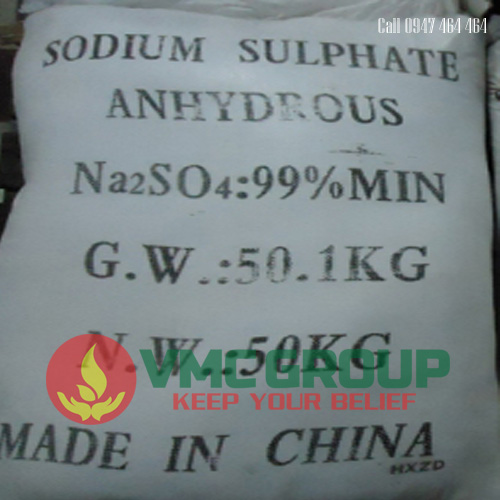 Call 0947 464 464
SODIUM SULPHATE
ANHYDROUS
Na2SO4:99%MIN
G.W.:50.1KG
N.W.:50KG
VMCGROUP
KEEP YOUR BELIEF
MADE IN CHINA
HXZD